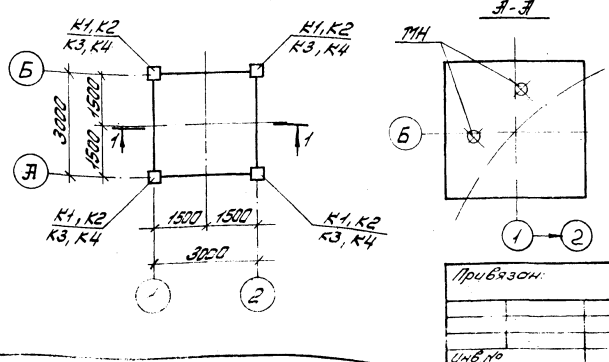 К1, К2
К3, К4
К1, К2
К3, К4
А-А
МН
Б
3000
1500
1500
1
1
А
Б
К1, К2
К3, К4
1500
1500
К1, К2
К3, К4
3000
1
2
1
2
Привязан:
Инв №